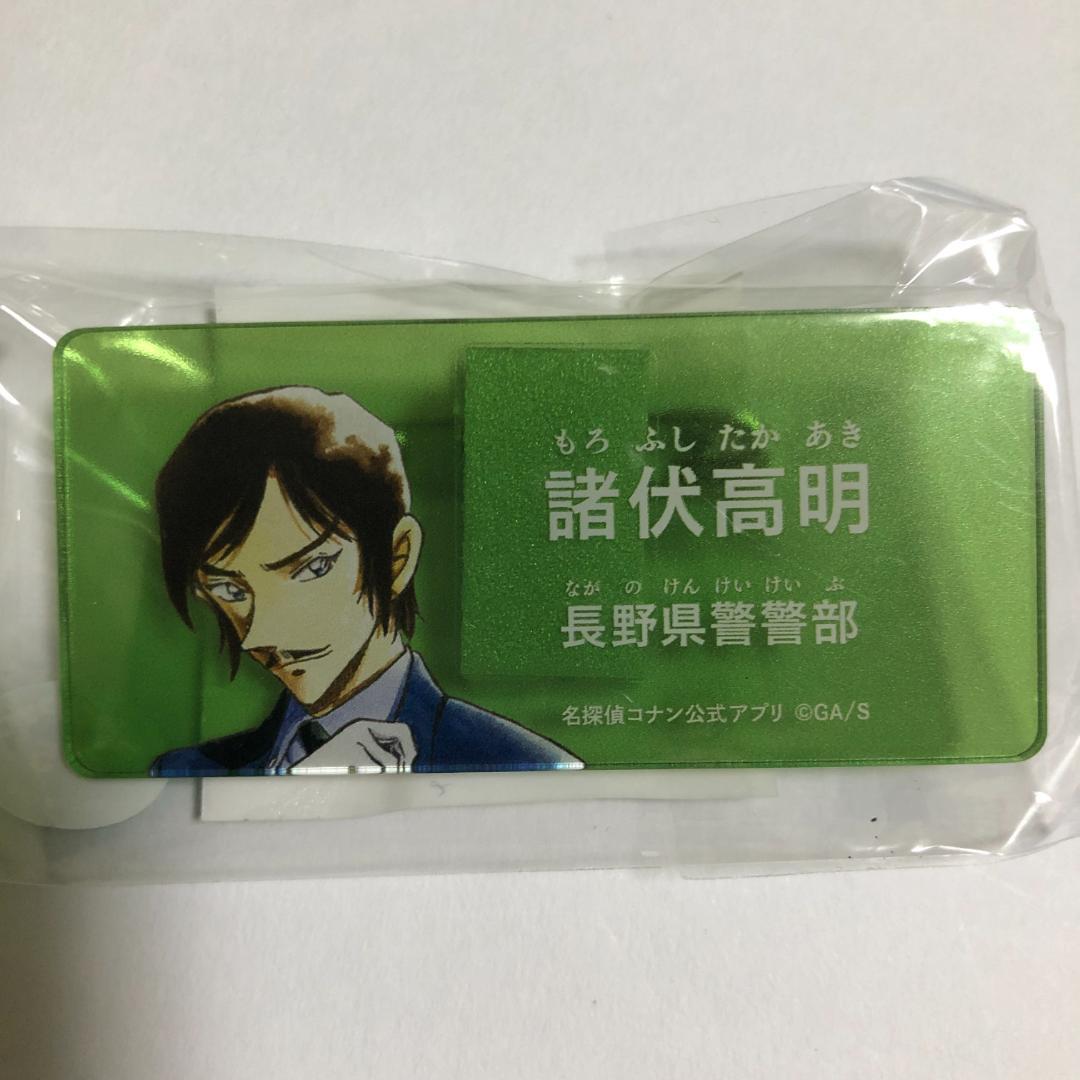 もろ ふし たか あき
諸伏高明
なが の けん けい けい ぶ
長野県警警部
名探偵コナン公式アプリ ©GA/S